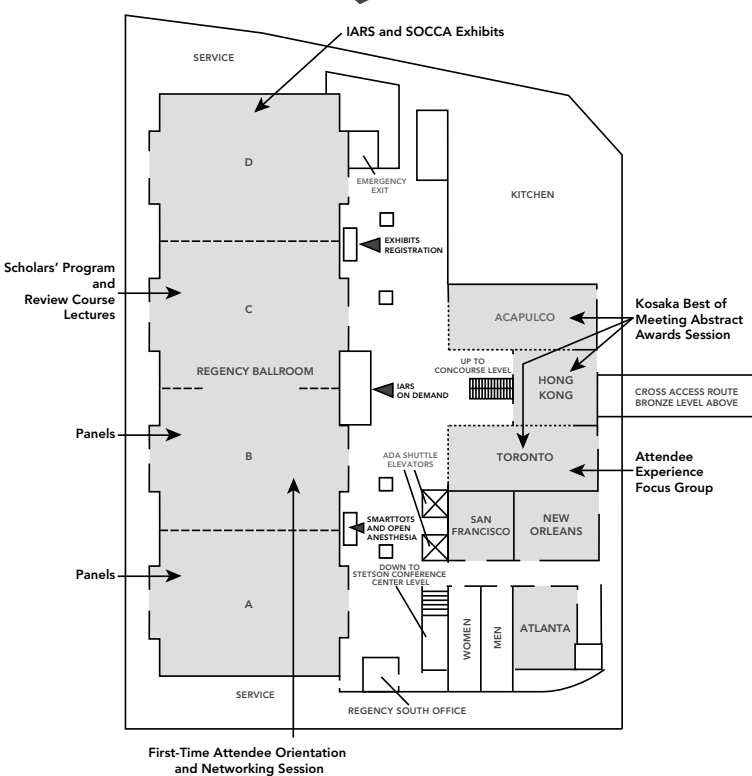 IARS and SOCCA Exhibits
SERVICE
D
EMERGENCY
EXIT
KITCHEN
EXHIBITS
REGISTRATION
Scholars' Program
and
Review Course
Lectures
C
ACAPULCO
Kosaka Best of
Meeting Abstract
Awards Session
UP TO
CONCOURSE LEVEL
REGENCY BALLROOM
HONG
KONG
IARS
ON DEMAND
CROSS ACCESS ROUTE
BRONZE LEVEL ABOVE
Panels
B
ADA SHUTTLE
ELEVATORS
TORONTO
Attendee
Experience
Focus Group
SMARTTOTS
AND OPEN
ANESTHESIA
SAN
FRANCISCO
NEW
ORLEANS
Panels
DOWN TO
STETSON CONFERENCE
CENTER LEVEL
A
WOMEN
MEN
ATLANTA
SERVICE
REGENCY SOUTH OFFICE
First-Time Attendee Orientation
and Networking Session